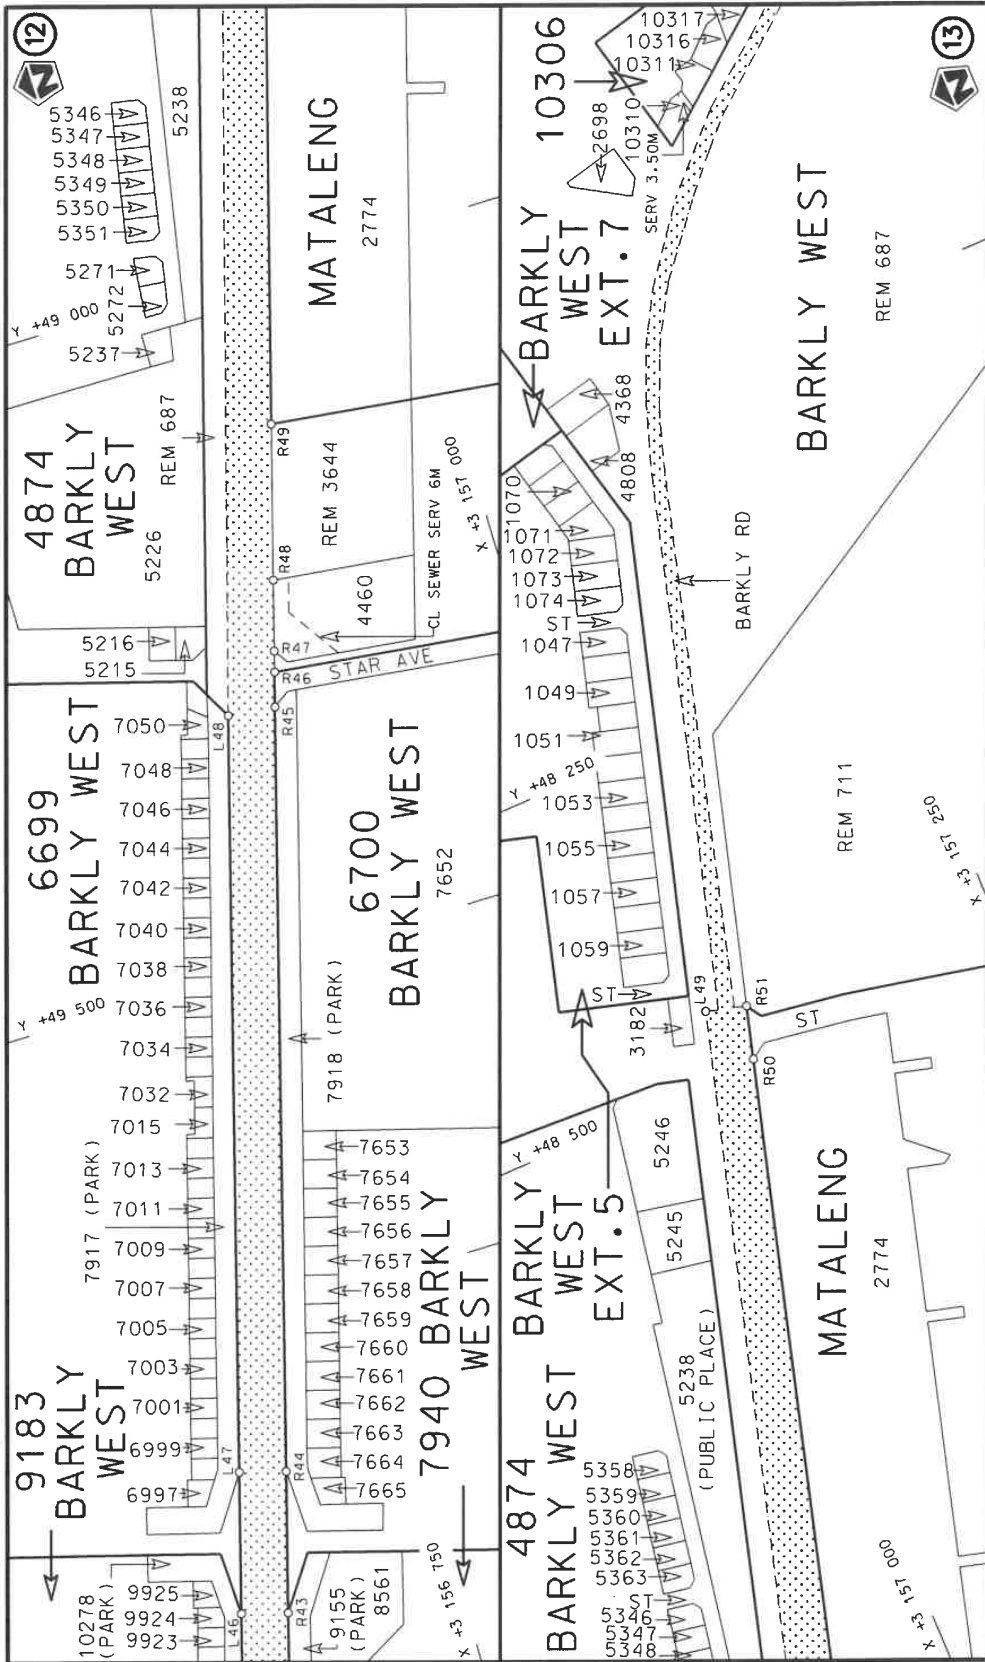 12
5346
5347
5348
5349
5350
5351
5271
5272
5237
5238
Y +49 000
MATALENG
2774
4874
BARKLY
WEST
REM 687
5226
5216
5215
R49
REM 3644
R48
4460
CL SEWER SERV 6M
X +3 157 000
R47
R46
STAR AVE
R45
L48
6699
BARKLY WEST
7050
7048
7046
7044
7042
7040
7038
7036
7034
7032
7015
7013
7011
7009
7007
7005
7003
7001
6999
6997
Y +49 500
7917 (PARK)
6700
BARKLY WEST
7652
7918 (PARK)
7653
7654
7655
7656
7657
7658
7659
7660
7661
7662
7663
7664
7665
7940 BARKLY
WEST
9183
BARKLY
WEST
L47
R44
10278
(PARK)
9925
9924
9923
L46
R43
9155
(PARK)
8561
X +3 156 750
13
10317
10316
10311
10310
10306
2698
SERV 3.50M
BARKLY
WEST
EXT.7
BARKLY WEST
REM 687
4368
4808
1070
1071
1072
1073
1074
ST
1047
1049
1051
1053
1055
1057
1059
ST
Y +48 250
BARKLY RD
REM 711
X +3 157 250
3182
L49
R51
ST
R50
Y +48 500
5246
5245
BARKLY
WEST
EXT.5
MATALENG
2774
5238
(PUBLIC PLACE)
4874
BARKLY WEST
5358
5359
5360
5361
5362
5363
ST
5346
5347
5348
X +3 157 000